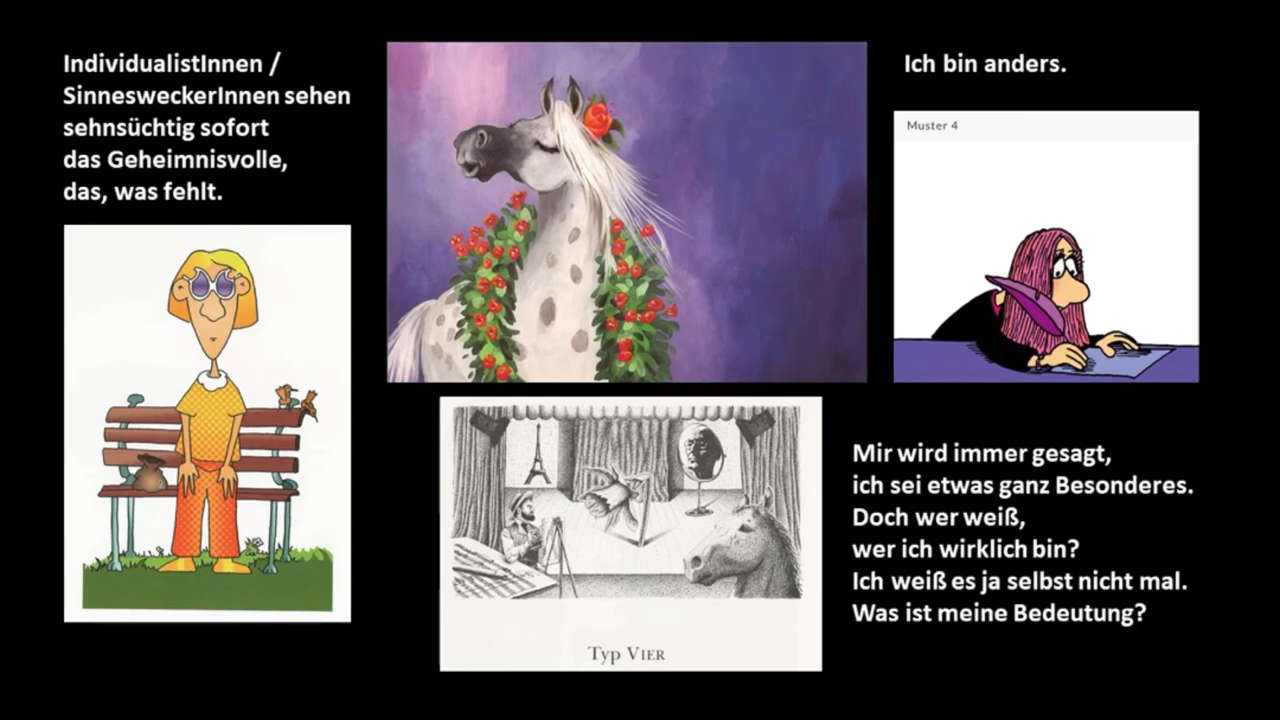 IndividualistInnen /
SinnesweckerInnen sehen
sehnsüchtig sofort
das Geheimnisvolle,
das, was fehlt.
Ich bin anders.
Muster 4
Typ VIER
Mir wird immer gesagt,
ich sei etwas ganz Besonderes.
Doch wer weiß,
wer ich wirklich bin?
Ich weiß es ja selbst nicht mal.
Was ist meine Bedeutung?